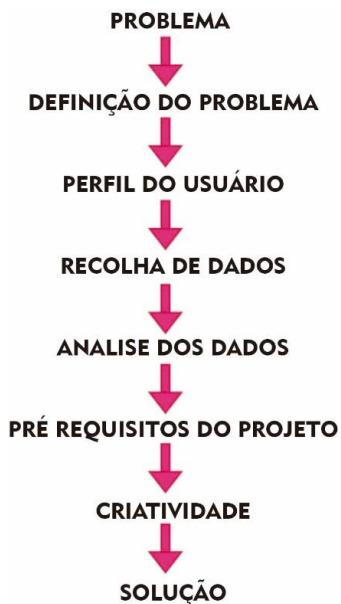 PROBLEMA
DEFINIÇÃO DO PROBLEMA
PERFIL DO USUÁRIO
RECOLHA DE DADOS
ANALISE DOS DADOS
PRÉ REQUISITOS DO PROJETO
CRIATIVIDADE
SOLUÇÃO